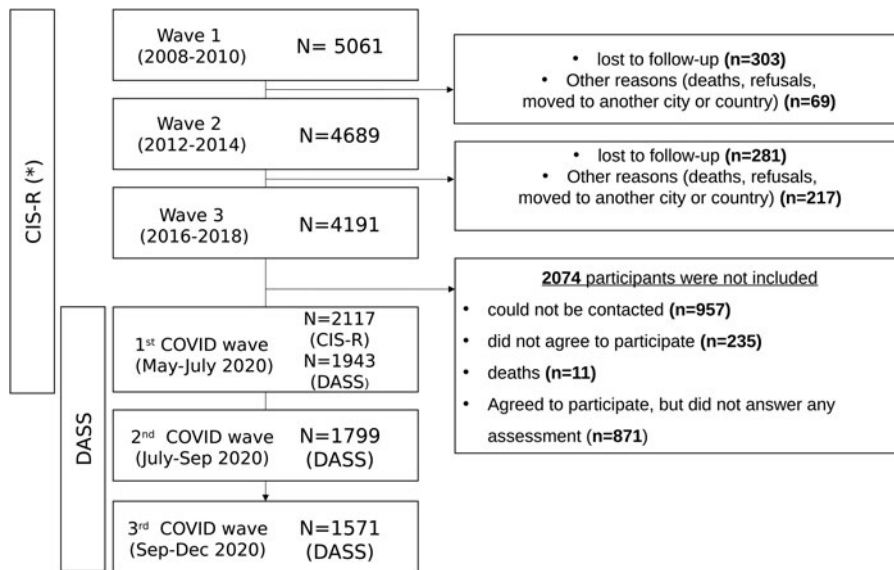 Wave 1 N= 5061
(2008-2010)
• lost to follow-up (n=303)
• Other reasons (deaths, refusals,
moved to another city or country) (n=69)
Wave 2 N=4689
(2012-2014)
• lost to follow-up (n=281)
• Other reasons (deaths, refusals,
moved to another city or country) (n=217)
Wave 3 N=4191
(2016-2018)
CIS-R (*)
2074 participants were not included
• could not be contacted (n=957)
• did not agree to participate (n=235)
• deaths (n=11)
• Agreed to participate, but did not answer any
assessment (n=871)
1st COVID wave
(May-July 2020)
N=2117
(CIS-R)
N=1943
(DASS)
DASS
2nd COVID wave N=1799
(July-Sep 2020) (DASS)
3rd COVID wave N=1571
(Sep-Dec 2020) (DASS)